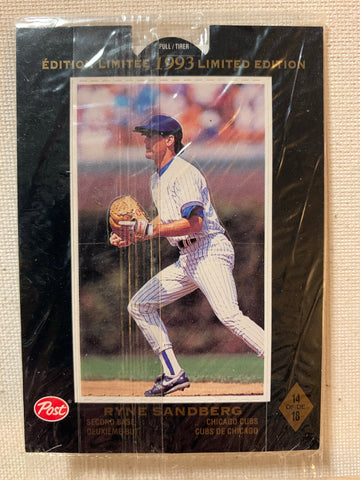 PULL / TIRER
ÉDITION LIMITÉE 1993 LIMITED EDITION
RYNE SANDBERG
SECOND BASE
DEUXIÈME-BUT
CHICAGO CUBS
CUBS DE CHICAGO
Post
14
OF/DE
18